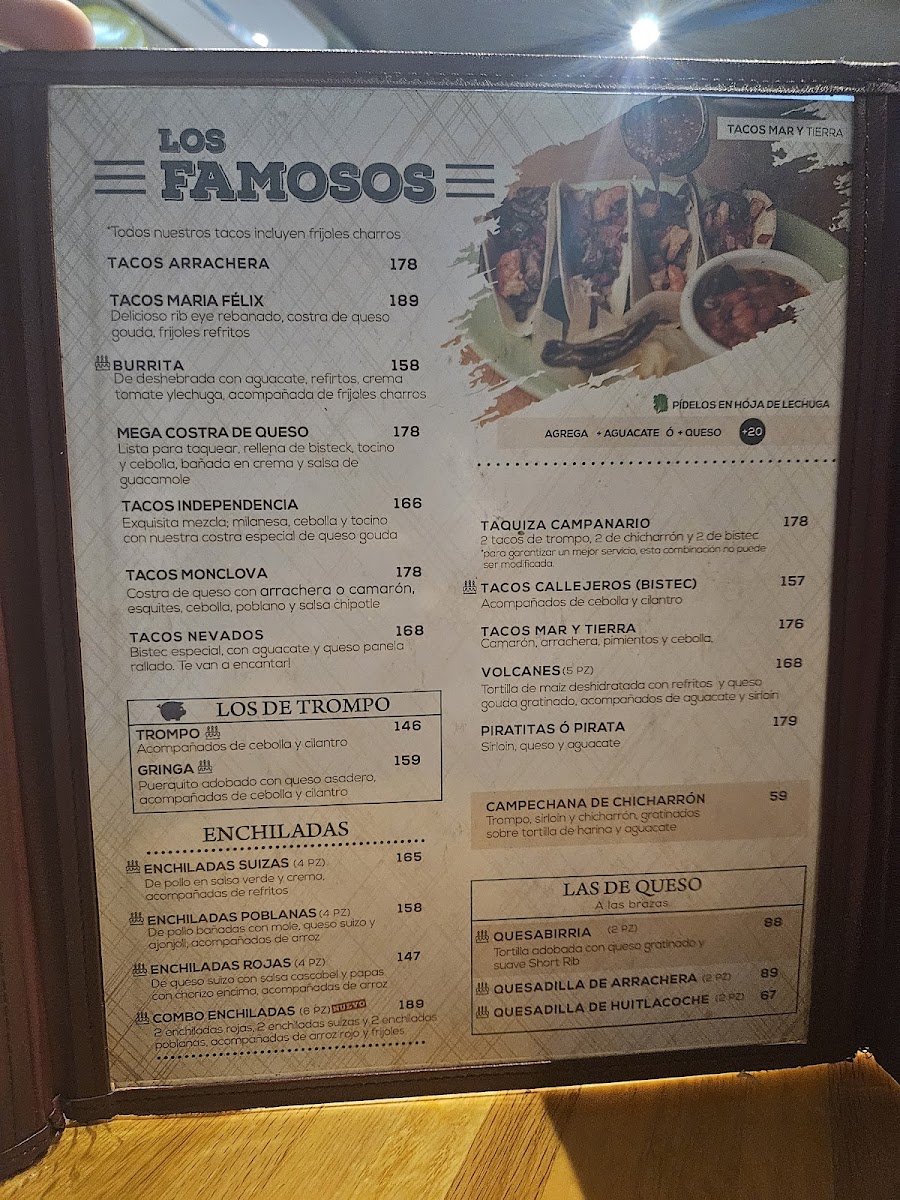 LOS
FAMOSOS
*Todos nuestros tacos incluyen frijoles charros
TACOS ARRACHERA 178
TACOS MARIA FÉLIX 189
Delicioso rib eye rebanado, costra de queso
gouda, frijoles refritos
BURRITA 158
De deshebrada con aguacate, refirtos, crema
tomate ylechuga, acompañada de frijoles charros
MEGA COSTRA DE QUESO 178
Lista para taquear, rellena de bisteck, tocino
y cebolla, bañada en crema y salsa de
guacamole
TACOS INDEPENDENCIA 166
Exquisita mezcla; milanesa, cebolla y tocino
con nuestra costra especial de queso gouda
TACOS MONCLOVA 178
Costra de queso con arrachera o camarón,
esquites, cebolla, poblano y salsa chipotle
TACOS NEVADOS 168
Bistec especial, con aguacate y queso panela
rallado. Te van a encantar!
LOS DE TROMPO
TROMPO 146
Acompañados de cebolla y cilantro
GRINGA 159
Puerquito adobado con queso asadero,
acompañadas de cebolla y cilantro
ENCHILADAS
ENCHILADAS SUIZAS (4 PZ) 165
De pollo en salsa verde y crema,
acompañadas de refritos
ENCHILADAS POBLANAS (4 PZ) 158
De pollo bañadas con mole, queso suizo y
ajonjolí, acompañadas de arroz
ENCHILADAS ROJAS (4 PZ) 147
De queso suizo con salsa cascabel y papas
con chorizo encima, acompañadas de arroz
COMBO ENCHILADAS (6 PZ) NUEVO 189
2 enchiladas rojas, 2 enchiladas suizas y 2 enchiladas
poblanas, acompañadas de arroz rojo y frijoles
TACOS MAR Y TIERRA
PÍDELOS EN HOJA DE LECHUGA
AGREGA + AGUACATE Ó + QUESO +20
TAQUIZA CAMPANARIO 178
2 tacos de trompo, 2 de chicharrón y 2 de bistec
*para garantizar un mejor servicio, esta combinación no puede
ser modificada.
TACOS CALLEJEROS (BISTEC) 157
Acompañados de cebolla y cilantro
TACOS MAR Y TIERRA 176
Camarón, arrachera, pimientos y cebolla,
VOLCANES (5 PZ) 168
Tortilla de maiz deshidratada con refritos y queso
gouda gratinado, acompañados de aguacate y sirloin
PIRATITAS Ó PIRATA 179
Sirloin, queso y aguacate
CAMPECHANA DE CHICHARRÓN 59
Trompo, sirloin y chicharrón, gratinados
sobre tortilla de harina y aguacate
LAS DE QUESO
A las brazas
QUESABIRRIA (2 PZ) 88
Tortilla adobada con queso gratinado y
suave Short Rib
QUESADILLA DE ARRACHERA (2 PZ) 89
QUESADILLA DE HUITLACOCHE (2 PZ) 67